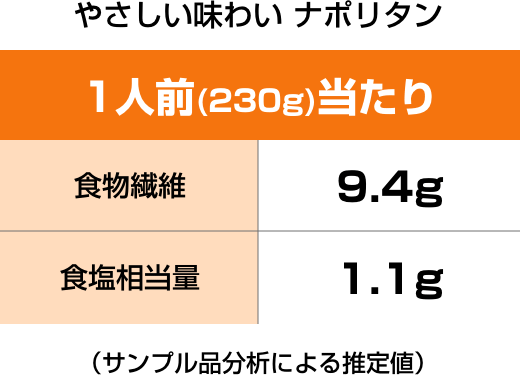 やさしい味わい ナポリタン
1人前(230g)当たり
食物繊維 9.4g
食塩相当量 1.1g
（サンプル品分析による推定値）